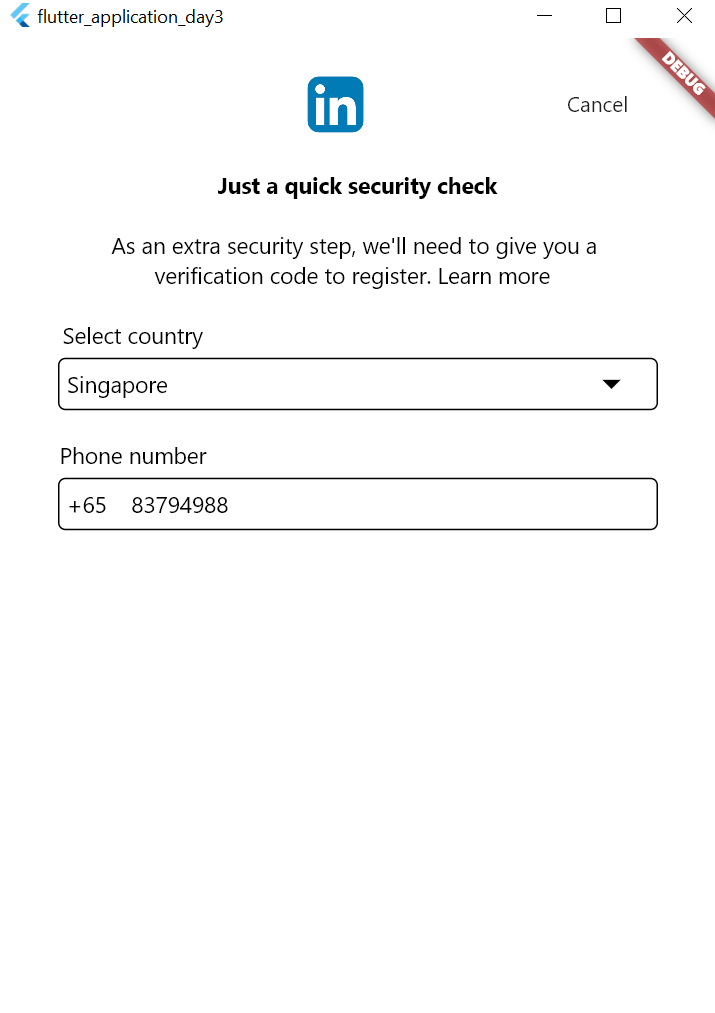 flutter_application_day3
DEBUG
in
Cancel
Just a quick security check
As an extra security step, we'll need to give you a
verification code to register. Learn more
Select country
Singapore
Phone number
+65 83794988